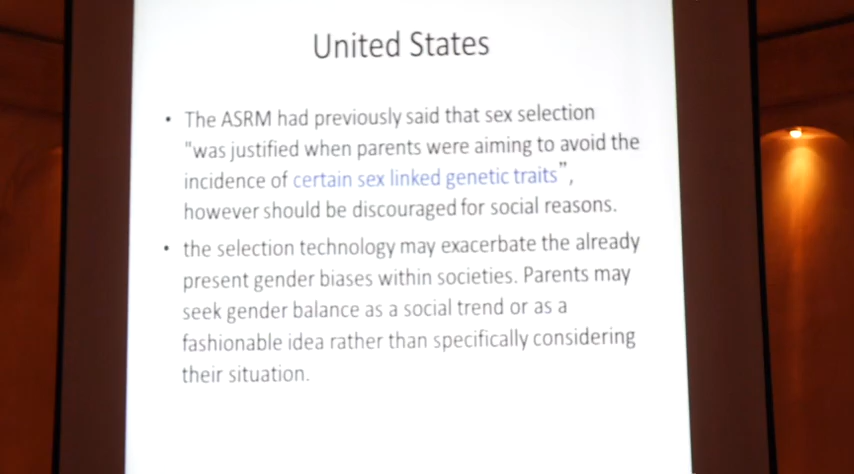 United States
• The ASRM had previously said that sex selection
"was justified when parents were aiming to avoid the
incidence of certain sex linked genetic traits”,
however should be discouraged for social reasons.
• the selection technology may exacerbate the already
present gender biases within societies. Parents may
seek gender balance as a social trend or as a
fashionable idea rather than specifically considering
their situation.